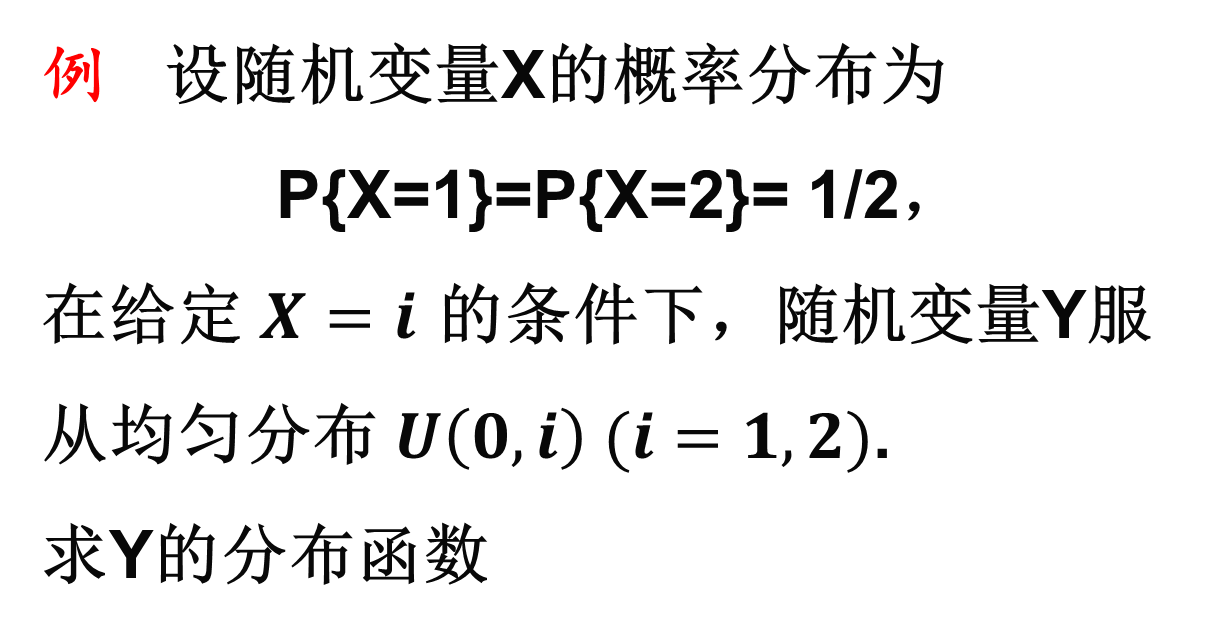 例 设随机变量X的概率分布为
P{X=1}=P{X=2}= 1/2，
在给定 X = i 的条件下，随机变量Y服
从均匀分布 U(0, i) (i = 1, 2).
求Y的分布函数